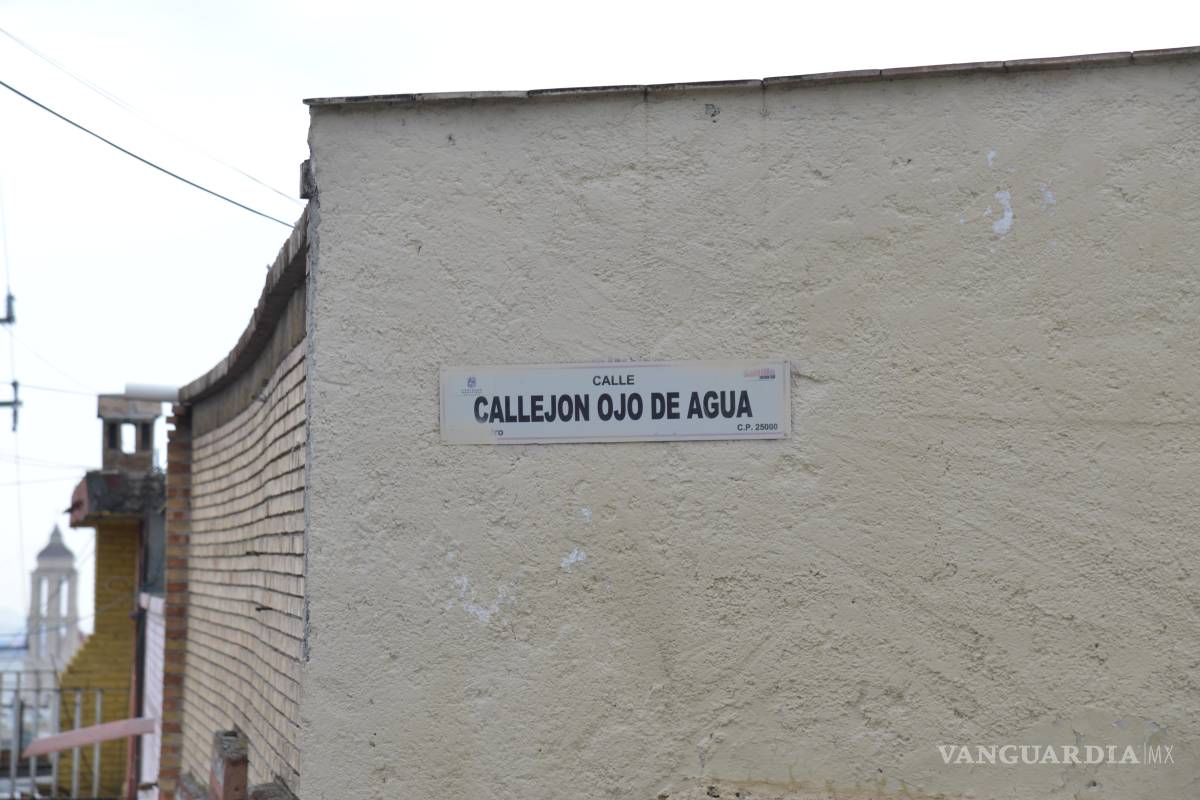 CALLE
CALLEJON OJO DE AGUA
C.P. 25000
VANGUARDIA|MX